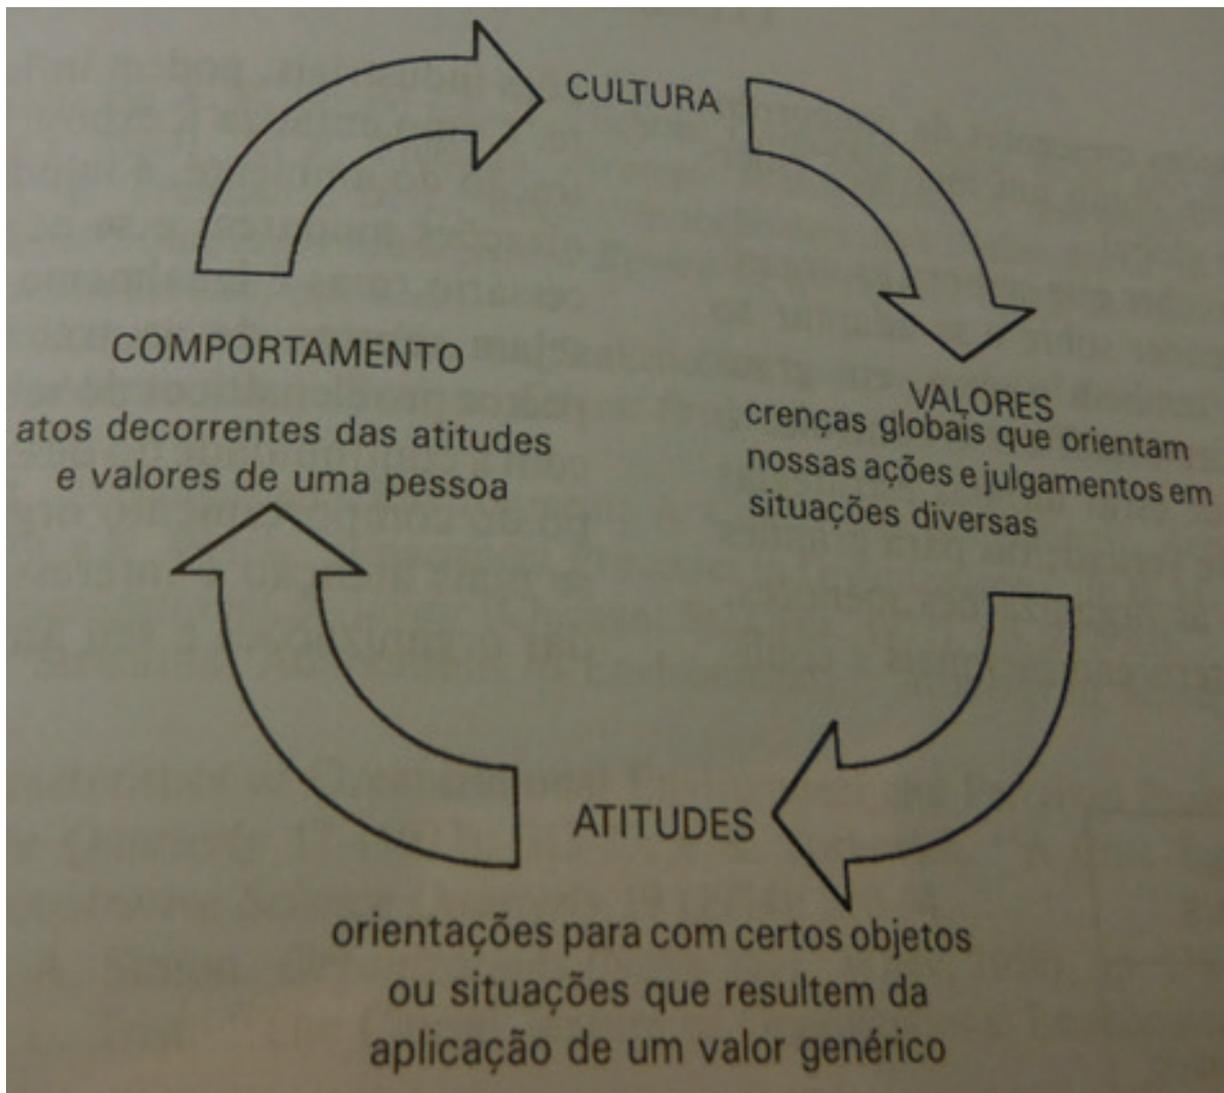 CULTURA
VALORES
crenças globais que orientam
nossas ações e julgamentos em
situações diversas
ATITUDES
orientações para com certos objetos
ou situações que resultem da
aplicação de um valor genérico
COMPORTAMENTO
atos decorrentes das atitudes
e valores de uma pessoa